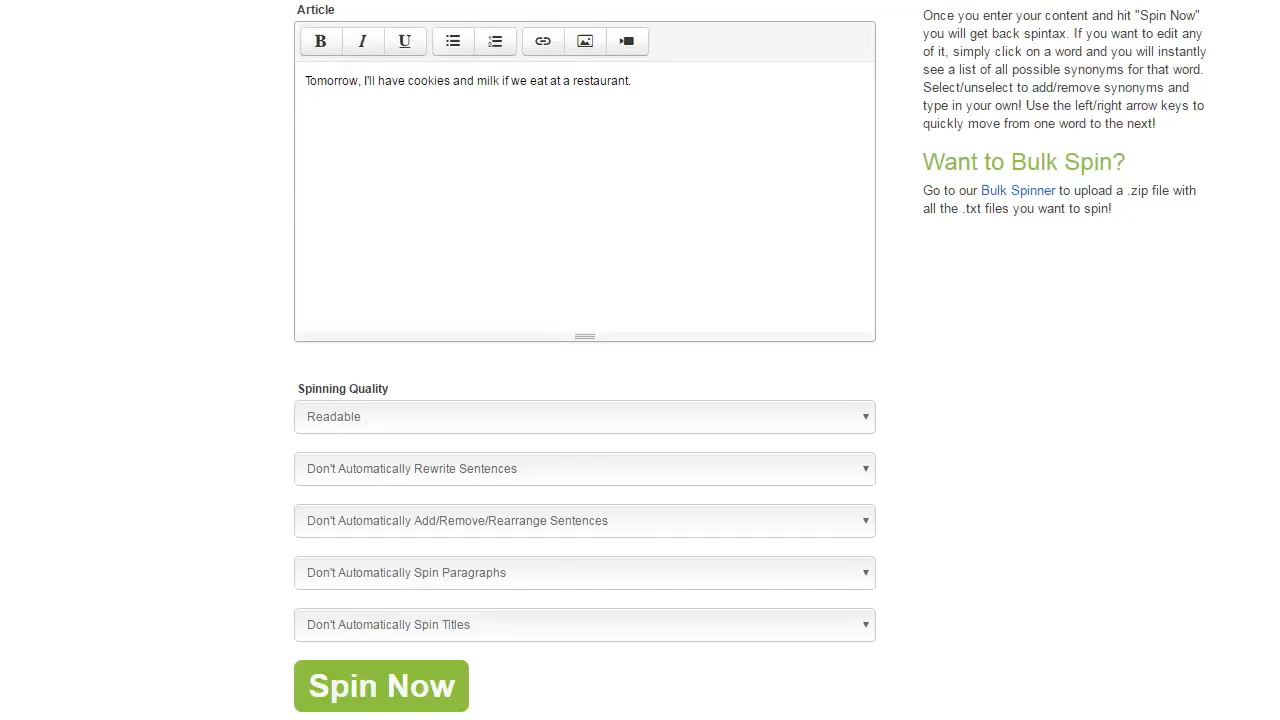 Article
B I U
Tomorrow, I'll have cookies and milk if we eat at a restaurant.
Spinning Quality
Readable
Don't Automatically Rewrite Sentences
Don't Automatically Add/Remove/Rearrange Sentences
Don't Automatically Spin Paragraphs
Don't Automatically Spin Titles
Spin Now
Once you enter your content and hit "Spin Now"
you will get back spintax. If you want to edit any
of it, simply click on a word and you will instantly
see a list of all possible synonyms for that word.
Select/unselect to add/remove synonyms and
type in your own! Use the left/right arrow keys to
quickly move from one word to the next!
Want to Bulk Spin?
Go to our Bulk Spinner to upload a .zip file with
all the .txt files you want to spin!